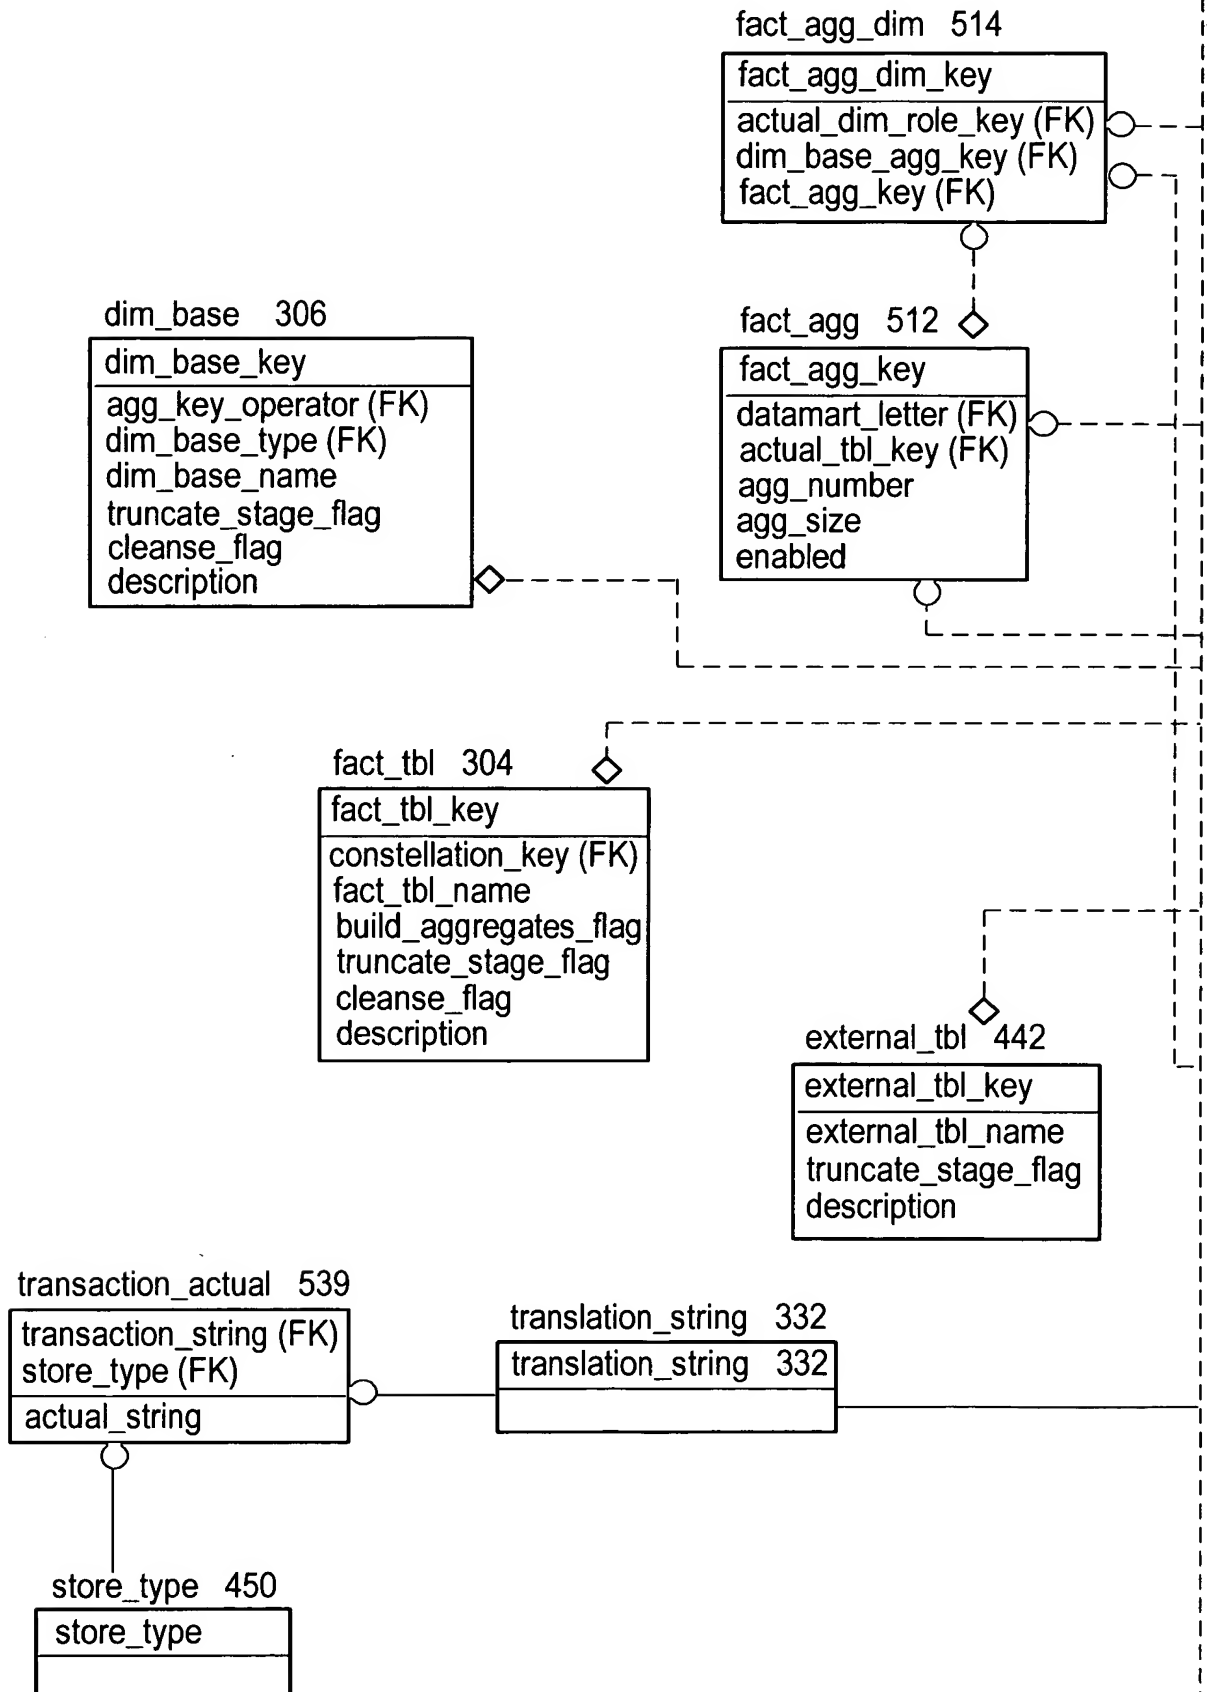 fact_agg_dim 514
fact_agg_dim_key
actual_dim_role_key (FK)
dim_base_agg_key (FK)
fact_agg_key (FK)
dim_base 306
dim_base_key
agg_key_operator (FK)
dim_base_type (FK)
dim_base_name
truncate_stage_flag
cleanse_flag
description
fact_agg 512
fact_agg_key
datamart_letter (FK)
actual_tbl_key (FK)
agg_number
agg_size
enabled
fact_tbl 304
fact_tbl_key
constellation_key (FK)
fact_tbl_name
build_aggregates_flag
truncate_stage_flag
cleanse_flag
description
external_tbl 442
external_tbl_key
external_tbl_name
truncate_stage_flag
description
transaction_actual 539
transaction_string (FK)
store_type (FK)
actual_string
translation_string 332
translation_string 332
store_type 450
store_type